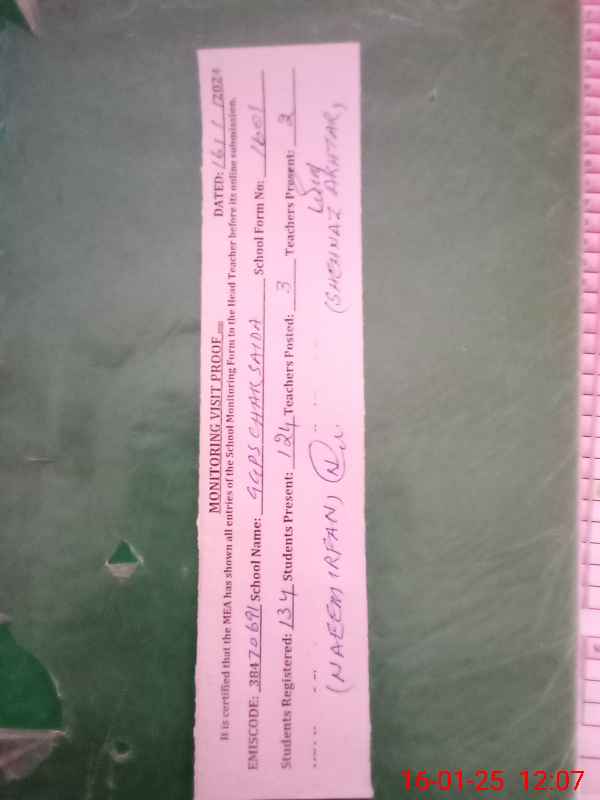 MONITORING VISIT PROOF
DATED: 16/1/2024
It is certified that the MEA has shown all entries of the School Monitoring Form to the Head Teacher before its online submission.
EMISCODE: 38470691 School Name: GGPS CHAK SAIDA School Form No: 1601
Students Registered: 134 Students Present: 124 Teachers Posted: 3 Teachers Present: 2
(NAEEM IRFAN)
(SHEHNAZ AKHTAR)
16-01-25 12:07